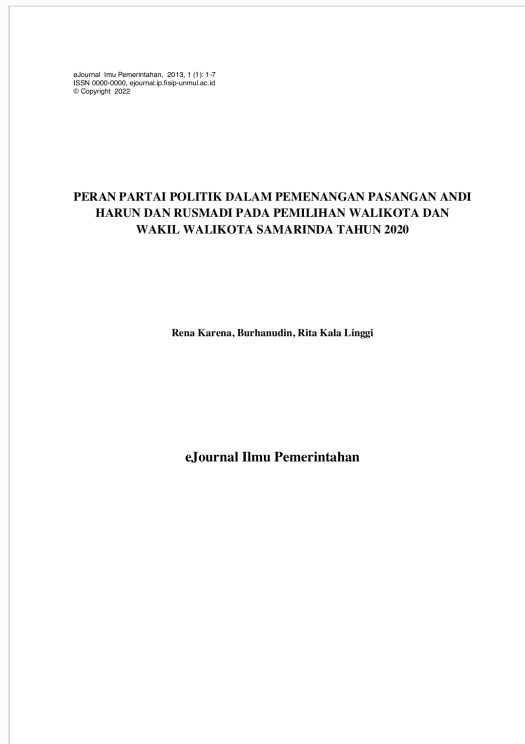 eJournal Imu Pemerintahan, 2013, 1 (1): 1-7
ISSN 0000-0000, ejournal.ip.fisip-unmul.ac.id
© Copyright 2022
PERAN PARTAI POLITIK DALAM PEMENANGAN PASANGAN ANDI
HARUN DAN RUSMADI PADA PEMILIHAN WALIKOTA DAN
WAKIL WALIKOTA SAMARINDA TAHUN 2020
Rena Karena, Burhanudin, Rita Kala Linggi
eJournal Ilmu Pemerintahan